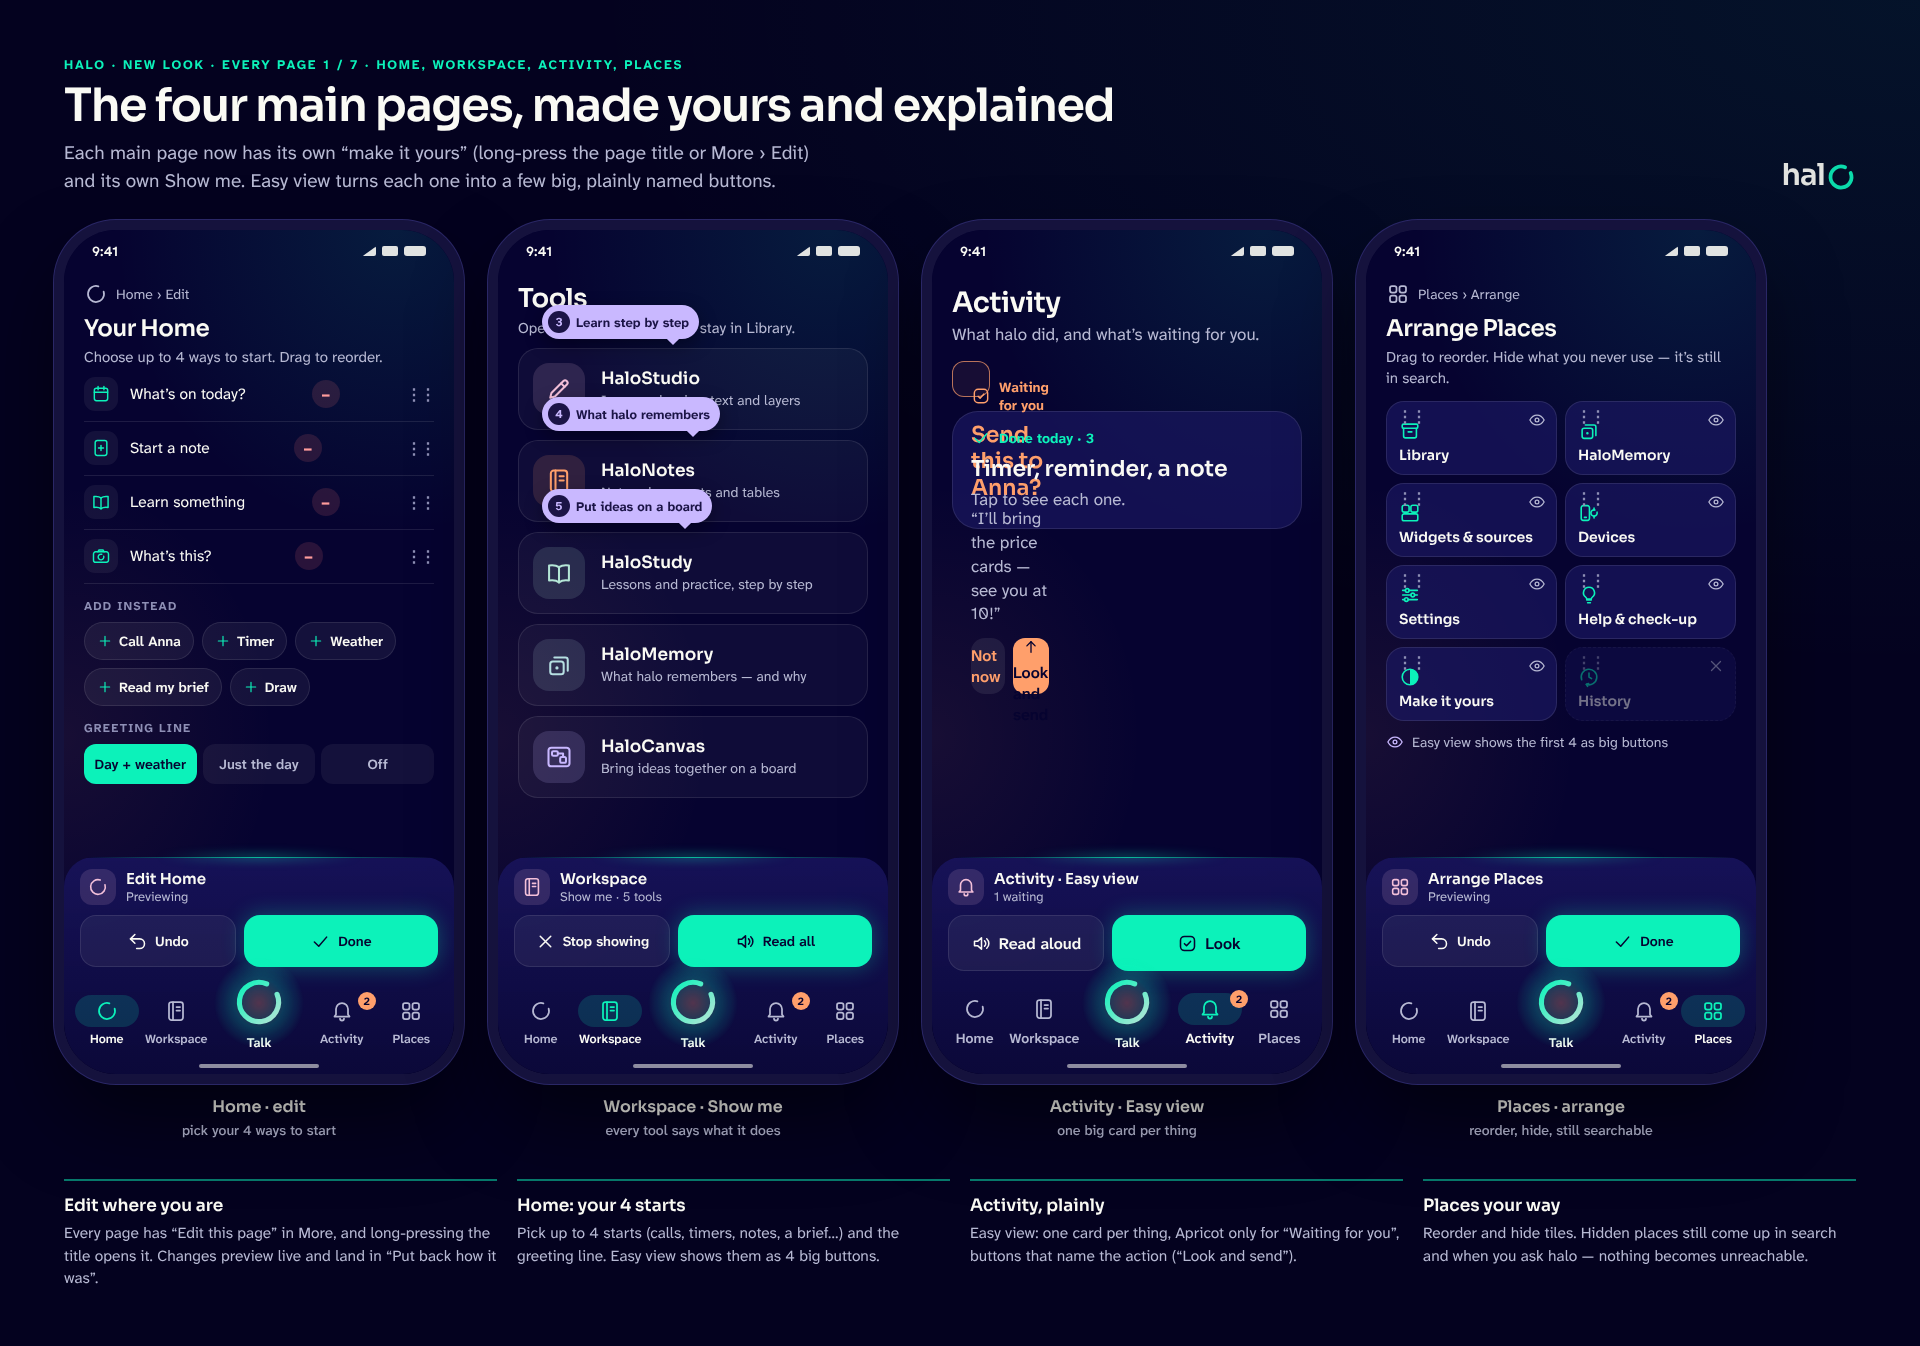 HALO · NEW LOOK · EVERY PAGE 1 / 7 · HOME, WORKSPACE, ACTIVITY, PLACES
The four main pages, made yours and explained
Each main page now has its own “make it yours” (long-press the page title or More › Edit)
and its own Show me. Easy view turns each one into a few big, plainly named buttons.
halo
9:41
Home › Edit
Your Home
Choose up to 4 ways to start. Drag to reorder.
What’s on today?
Start a note
Learn something
What’s this?
ADD INSTEAD
+ Call Anna
+ Timer
+ Weather
+ Read my brief
+ Draw
GREETING LINE
Day + weather
Just the day
Off
Edit Home
Previewing
Undo
Done
Home
Workspace
Talk
Activity
2
Places
Home · edit
pick your 4 ways to start
9:41
Tools
3 Learn step by step
stay in Library.
HaloStudio
text and layers
4 What halo remembers
HaloNotes
and tables
5 Put ideas on a board
HaloStudy
Lessons and practice, step by step
HaloMemory
What halo remembers — and why
HaloCanvas
Bring ideas together on a board
Workspace
Show me · 5 tools
Stop showing
Read all
Home
Workspace
Talk
Activity
2
Places
Workspace · Show me
every tool says what it does
9:41
Activity
What halo did, and what’s waiting for you.
Waiting
for you
Send
this to
Anna?
Done today · 3
Timer, reminder, a note
Tap to see each one.
“I’ll bring
the price
cards —
see you at
10!”
Not
now
Look
and
send
Activity · Easy view
1 waiting
Read aloud
Look
Home
Workspace
Talk
Activity
2
Places
Activity · Easy view
one big card per thing
9:41
Places › Arrange
Arrange Places
Drag to reorder. Hide what you never use — it’s still
in search.
Library
HaloMemory
Widgets & sources
Devices
Settings
Help & check-up
Make it yours
History
Easy view shows the first 4 as big buttons
Arrange Places
Previewing
Undo
Done
Home
Workspace
Talk
Activity
2
Places
Places · arrange
reorder, hide, still searchable
Edit where you are
Every page has “Edit this page” in More, and long-pressing the
title opens it. Changes preview live and land in “Put back how it
was”.
Home: your 4 starts
Pick up to 4 starts (calls, timers, notes, a brief...) and the
greeting line. Easy view shows them as 4 big buttons.
Activity, plainly
Easy view: one card per thing, Apricot only for “Waiting for you”,
buttons that name the action (“Look and send”).
Places your way
Reorder and hide tiles. Hidden places still come up in search
and when you ask halo — nothing becomes unreachable.